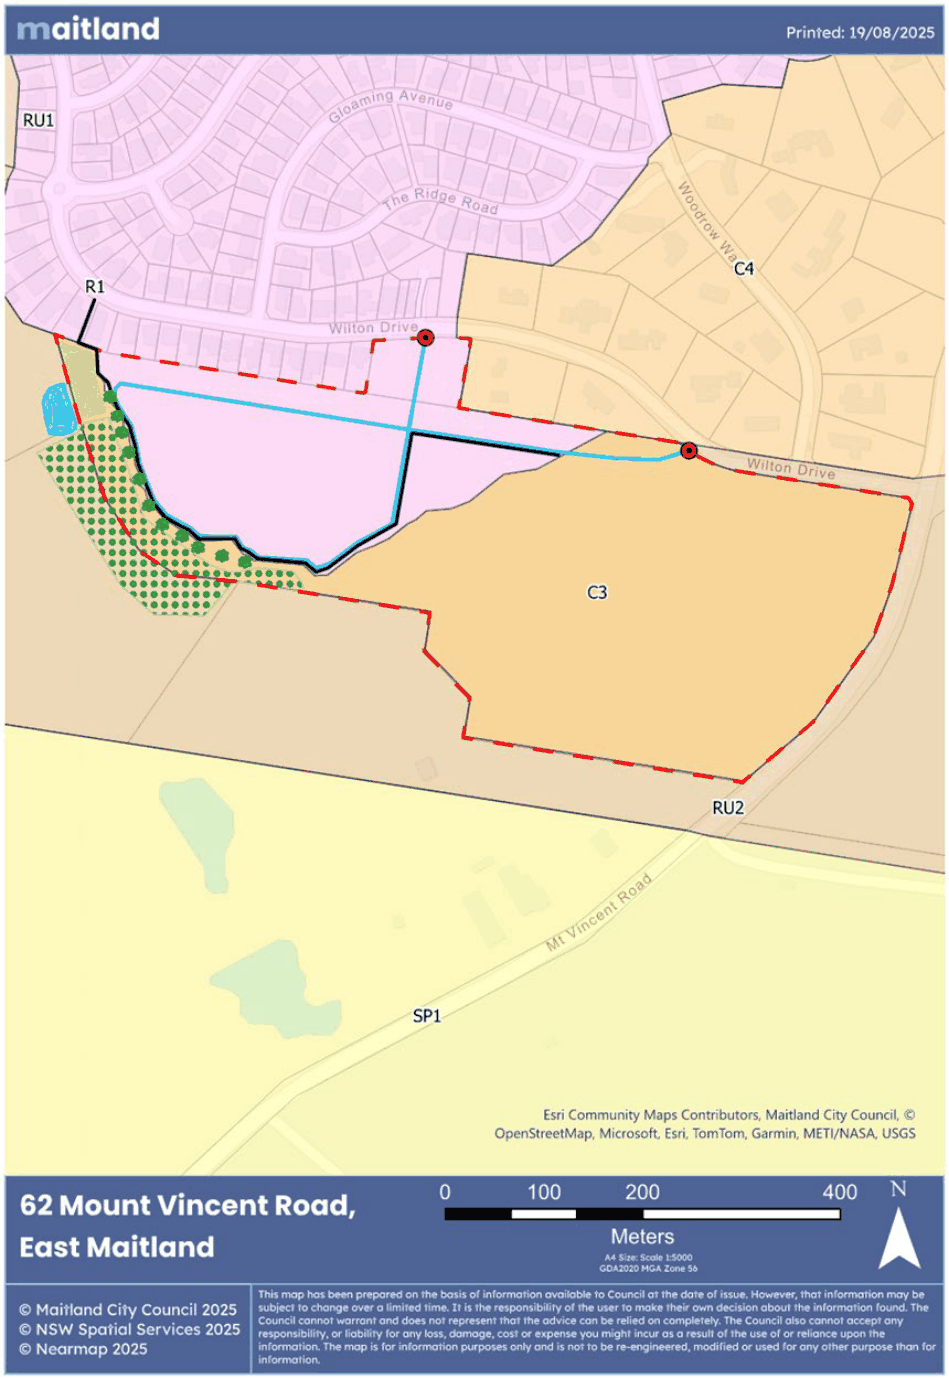 maitland
Printed: 19/08/2025
Gloaming Avenue
RU1
The Ridge Road
Woodrow Way
C4
R1
Wilton Drive
Wilton Drive
C3
RU2
Mt Vincent Road
SP1
Esri Community Maps Contributors, Maitland City Council, ©
OpenStreetMap, Microsoft, Esri, TomTom, Garmin, METI/NASA, USGS
62 Mount Vincent Road,
East Maitland
0 100 200 400
Meters
A4 Size: Scale 1:5000
GDA2020 MGA Zone 56
N
© Maitland City Council 2025
© NSW Spatial Services 2025
© Nearmap 2025
This map has been prepared on the basis of information available to Council at the date of issue. However, that information may be
subject to change over a limited time. It is the responsibility of the user to make their own decision about the information found. The
Council cannot warrant and does not represent that the advice can be relied on completely. The Council also cannot accept any
responsibility, or liability for any loss, damage, cost or expense you might incur as a result of the use of or reliance upon the
information. The map is for information purposes only and is not to be re-engineered, modified or used for any other purpose than for
information.